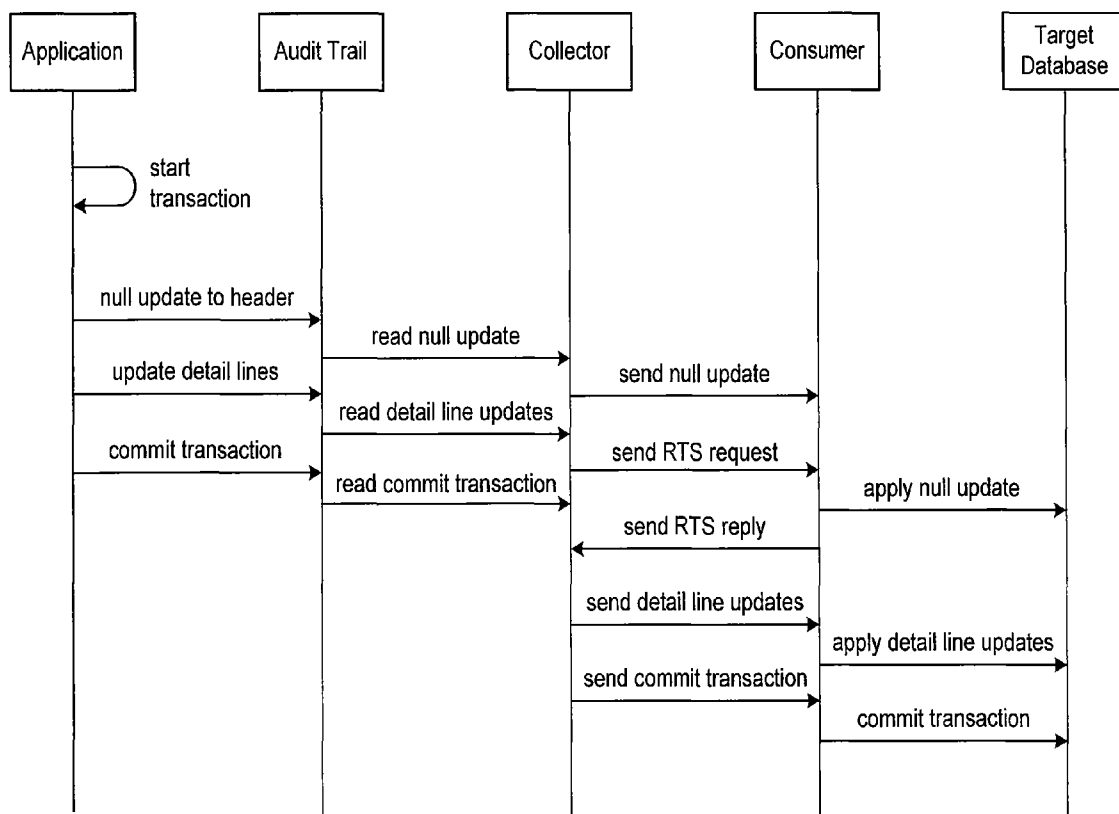 Application
Audit Trail
Collector
Consumer
Target
Database
start
transaction
null update to header
read null update
update detail lines
send null update
read detail line updates
commit transaction
send RTS request
read commit transaction
apply null update
send RTS reply
send detail line updates
apply detail line updates
send commit transaction
commit transaction